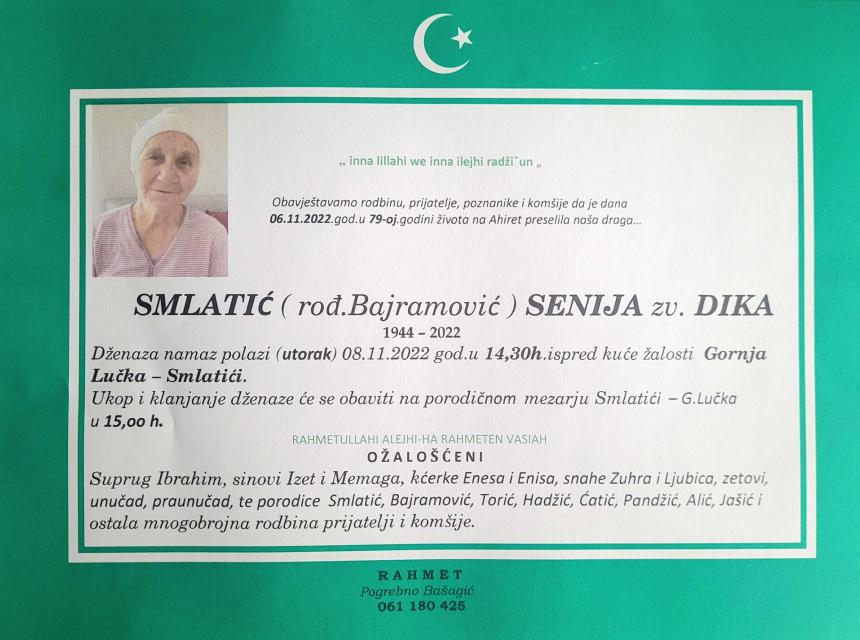 „ inna lillahi we inna ilejhi radži˘un „
Obavještavamo rodbinu, prijatelje, poznanike i komšije da je dana
06.11.2022.god.u 79-oj.godini života na Ahiret preselila naša draga...
SMLATIĆ ( rođ.Bajramović ) SENIJA zv. DIKA
1944 – 2022
Dženaza namaz polazi (utorak) 08.11.2022 god.u 14,30h.ispred kuće žalosti Gornja
Lučka – Smlatići.
Ukop i klanjanje dženaze će se obaviti na porodičnom mezarju Smlatići – G.Lučka
u 15,oo h.
RAHMETULLAHI ALEJHI-HA RAHMETEN VASIAH
OŽALOŠĆENI
Suprug Ibrahim, sinovi Izet i Memaga, kćerke Enesa i Enisa, snahe Zuhra i Ljubica, zetovi,
unučad, praunučad, te porodice Smlatić, Bajramović, Torić, Hadžić, Ćatić, Pandžić, Alić, Jašić i
ostala mnogobrojna rodbina prijatelji i komšije.
RAHMET
Pogrebno Bašagić
061 180 425